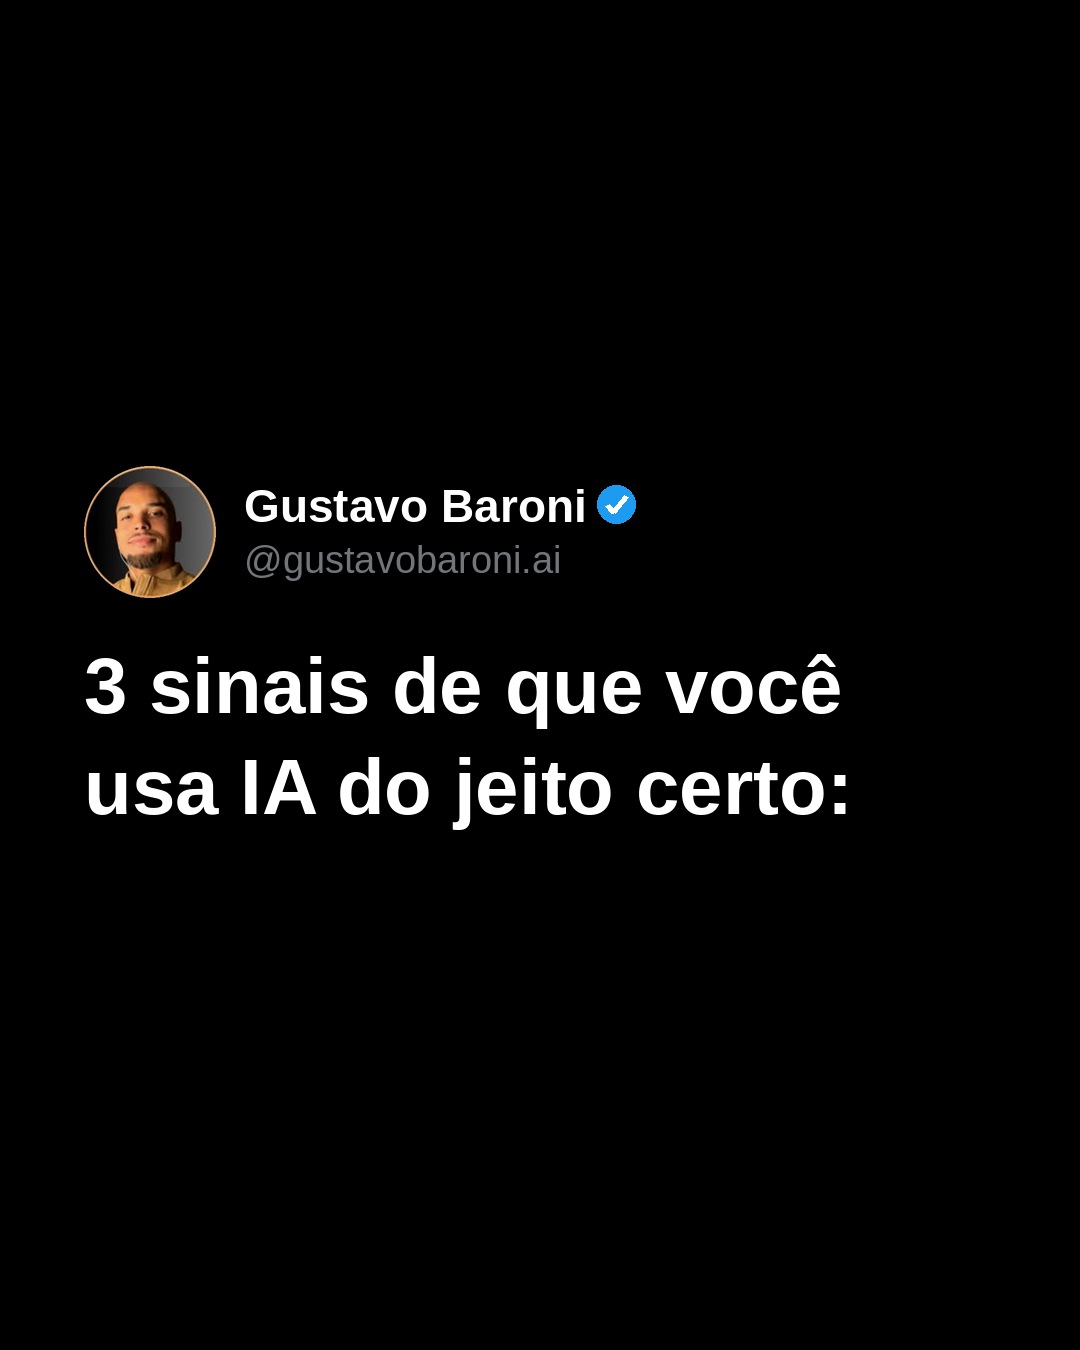 Gustavo Baroni
@gustavobaroni.ai
3 sinais de que você
usa IA do jeito certo: